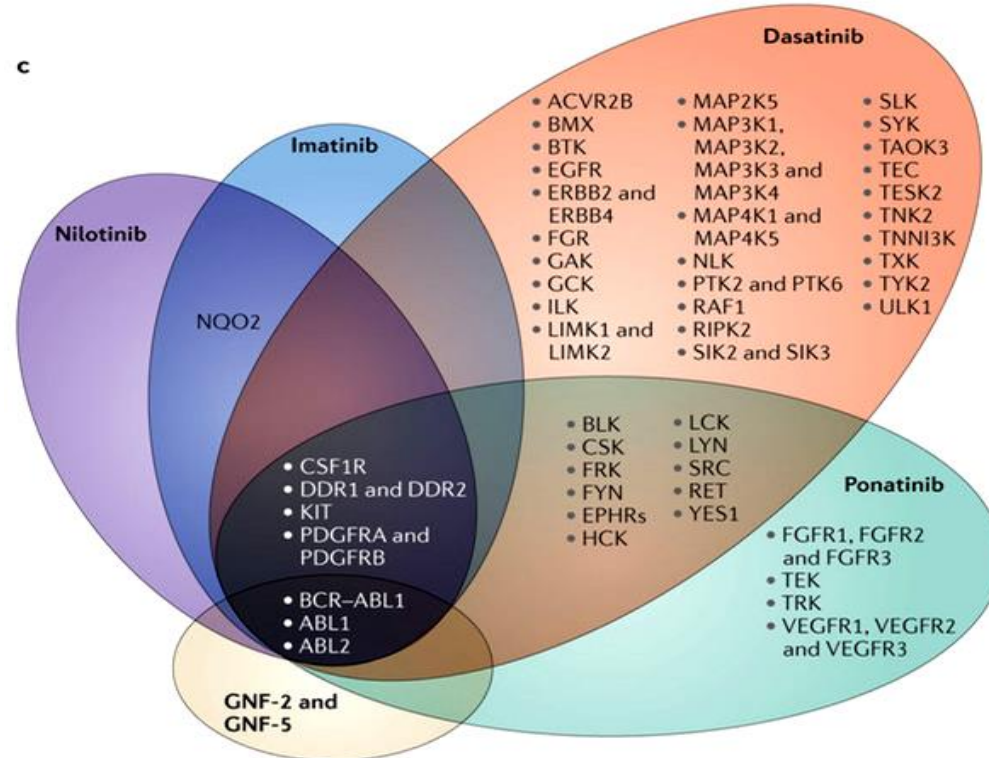 c
Dasatinib
• ACVR2B
• BMX
• BTK
• EGFR
• ERBB2 and
ERBB4
• FGR
• GAK
• GCK
• ILK
• LIMK1 and
LIMK2
• MAP2K5
• MAP3K1,
MAP3K2,
MAP3K3 and
MAP3K4
• MAP4K1 and
MAP4K5
• NLK
• PTK2 and PTK6
• RAF1
• RIPK2
• SIK2 and SIK3
• SLK
• SYK
• TAOK3
• TEC
• TESK2
• TNK2
• TNNI3K
• TXK
• TYK2
• ULK1
Imatinib
Nilotinib
NQO2
• CSF1R
• DDR1 and DDR2
• KIT
• PDGFRA and
PDGFRB
• BCR–ABL1
• ABL1
• ABL2
• BLK
• CSK
• FRK
• FYN
• EPHRs
• HCK
• LCK
• LYN
• SRC
• RET
• YES1
Ponatinib
• FGFR1, FGFR2
and FGFR3
• TEK
• TRK
• VEGFR1, VEGFR2
and VEGFR3
GNF-2 and
GNF-5